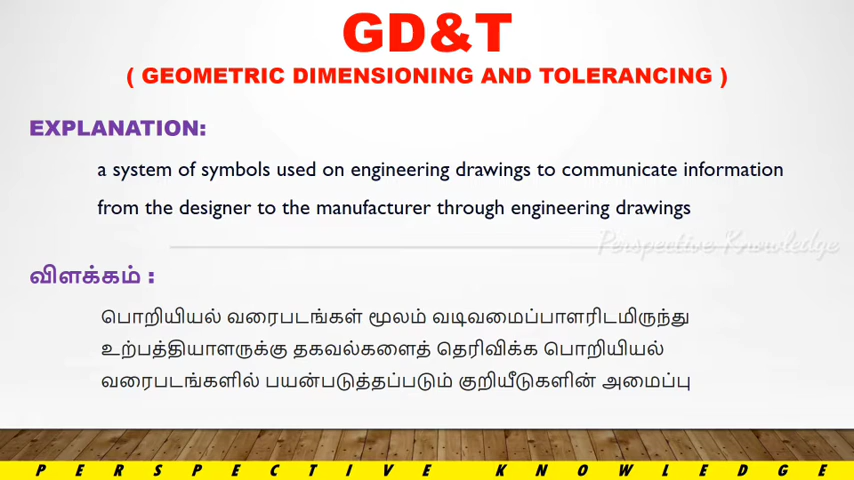 GD&T
( GEOMETRIC DIMENSIONING AND TOLERANCING )
EXPLANATION:
a system of symbols used on engineering drawings to communicate information
from the designer to the manufacturer through engineering drawings
Perspective Knowledge
விளக்கம் :
பொறியியல் வரைபடங்கள் மூலம் வடிவமைப்பாளரிடமிருந்து
உற்பத்தியாளருக்கு தகவல்களைத் தெரிவிக்க பொறியியல்
வரைபடங்களில் பயன்படுத்தப்படும் குறியீடுகளின் அமைப்பு
PERSPECTIVE KNOWLEDGE